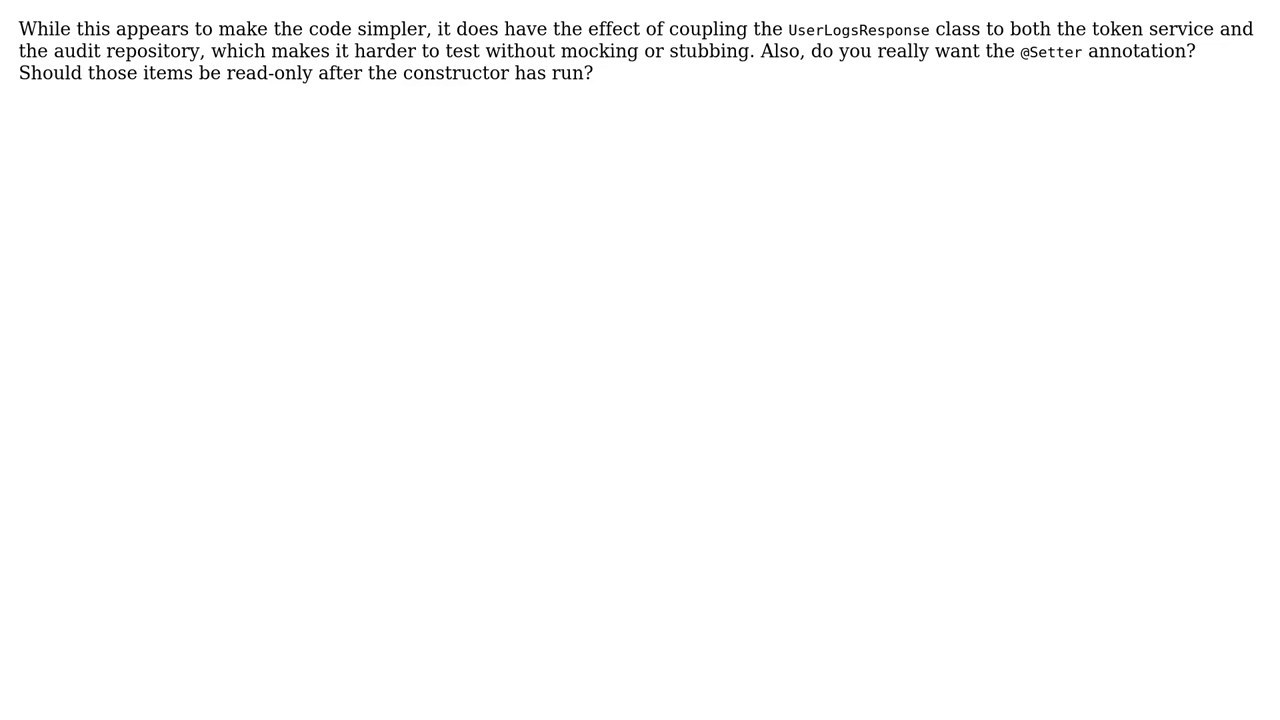 While this appears to make the code simpler, it does have the effect of coupling the UserLogsResponse class to both the token service and
the audit repository, which makes it harder to test without mocking or stubbing. Also, do you really want the @Setter annotation?
Should those items be read-only after the constructor has run?